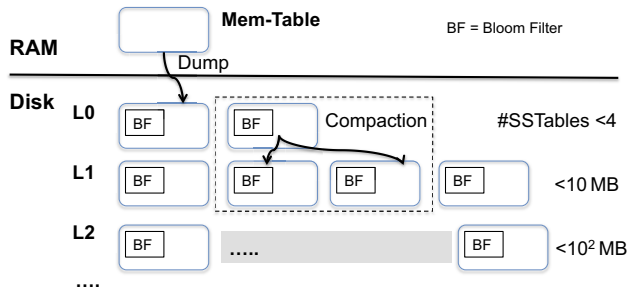 Mem-Table
BF = Bloom Filter
RAM
Dump
Disk
L0
BF
BF
Compaction
#SSTables <4
L1
BF
BF
BF
BF
<10 MB
L2
BF
.....
BF
<10² MB
....